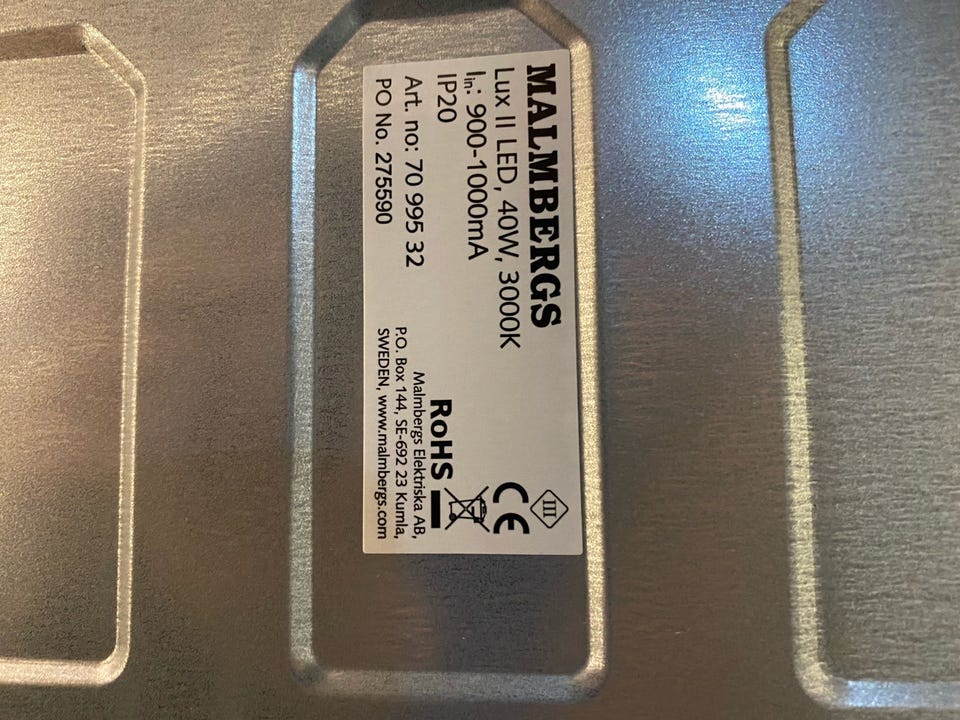 MALMBERGS
Lux II LED, 40W, 3000K
Iin: 900-1000mA
IP20
Art. no: 70 995 32
PO No. 275590
III
CE
RoHS
Malmbergs Elektriska AB,
P.O. Box 144, SE-692 23 Kumla,
SWEDEN, www.malmbergs.com